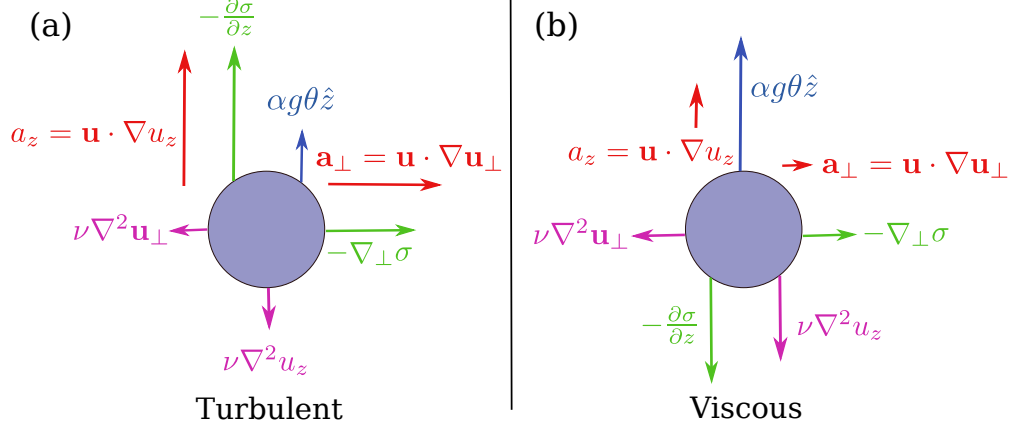 (a)
−∂σ/∂z
αgθẑ
a_z = u · ∇u_z
a_⊥ = u · ∇u_⊥
ν∇²u_⊥
−∇_⊥σ
ν∇²u_z
Turbulent
(b)
αgθẑ
a_z = u · ∇u_z
a_⊥ = u · ∇u_⊥
ν∇²u_⊥
−∇_⊥σ
−∂σ/∂z
ν∇²u_z
Viscous